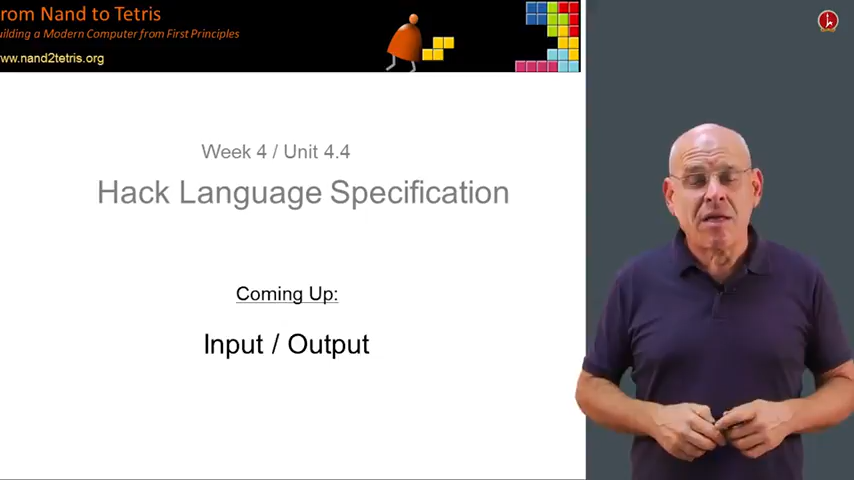 rom Nand to Tetris
uilding a Modern Computer from First Principles
ww.nand2tetris.org
Week 4 / Unit 4.4
Hack Language Specification
Coming Up:
Input / Output